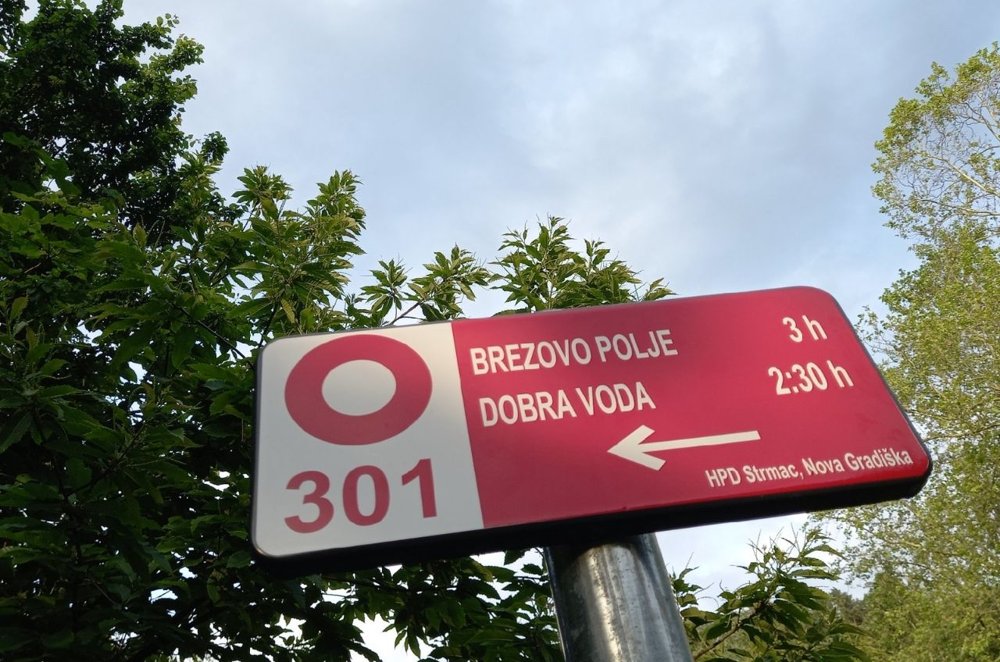 301
BREZOVO POLJE 3 h
DOBRA VODA 2:30 h
HPD Strmac, Nova Gradiška